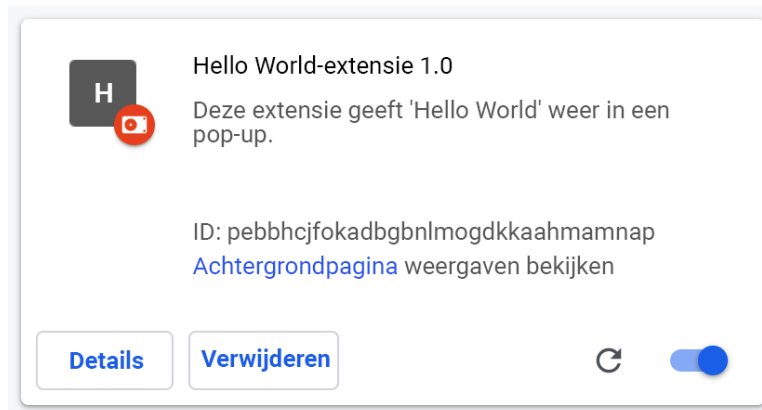 H
Hello World-extensie 1.0
Deze extensie geeft 'Hello World' weer in een
pop-up.
ID: pebbhcjfokadbgbnlmogdkkaahmamnap
Achtergrondpagina weergaven bekijken
Details
Verwijderen